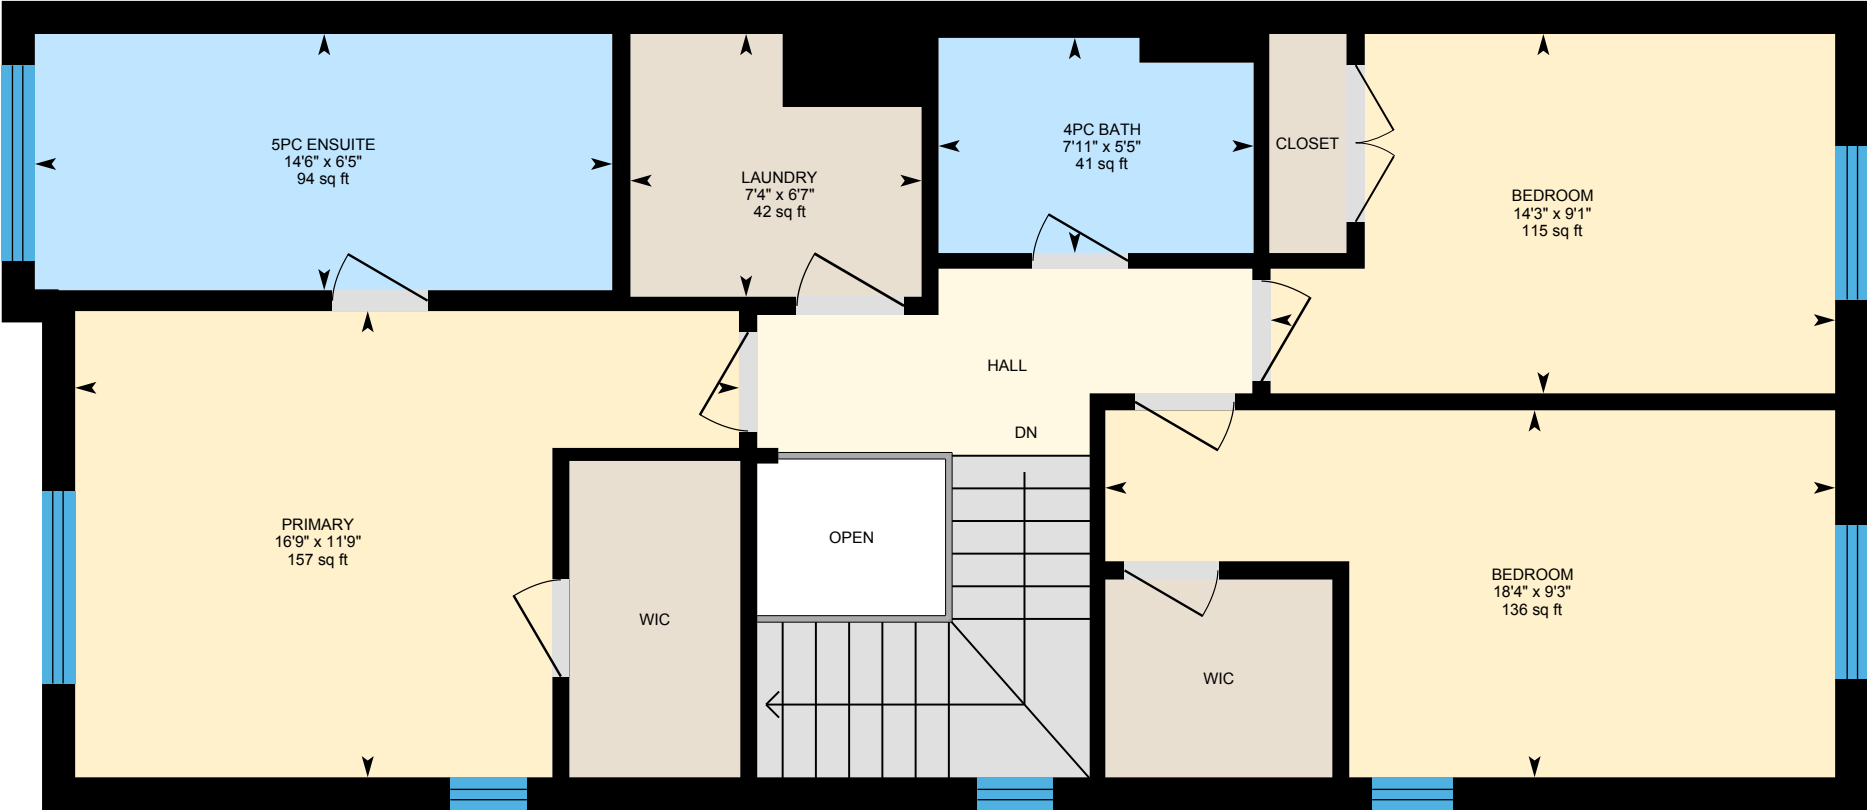 5PC ENSUITE
14'6" x 6'5"
94 sq ft
LAUNDRY
7'4" x 6'7"
42 sq ft
4PC BATH
7'11" x 5'5"
41 sq ft
CLOSET
BEDROOM
14'3" x 9'1"
115 sq ft
HALL
DN
PRIMARY
16'9" x 11'9"
157 sq ft
WIC
OPEN
BEDROOM
18'4" x 9'3"
136 sq ft
WIC